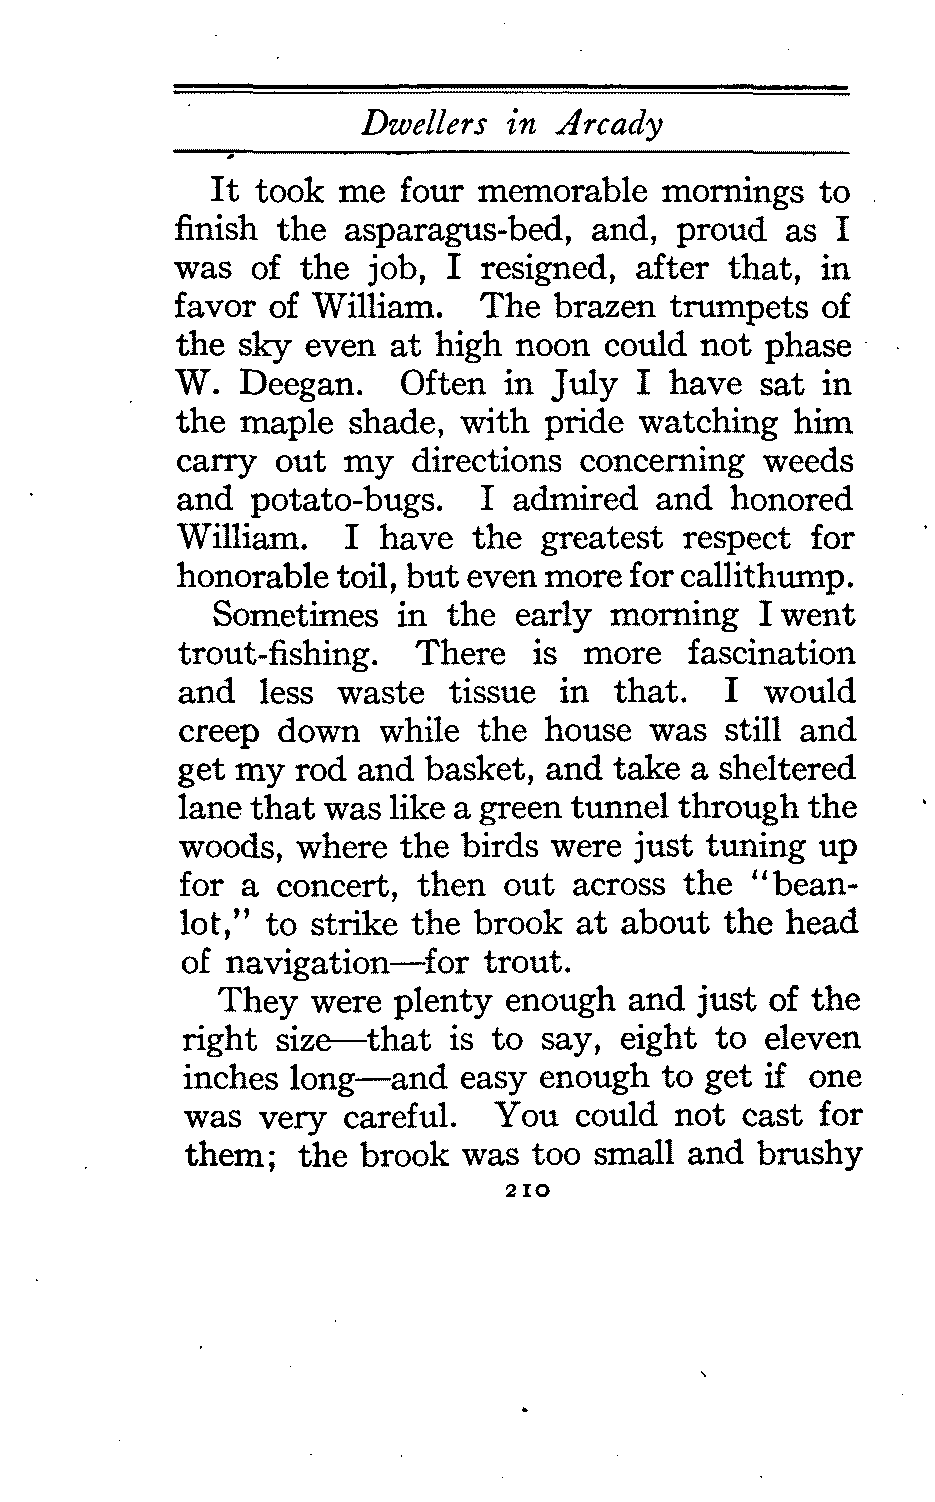 Dwellers in Arcady
It took me four memorable mornings to
finish the asparagus-bed, and, proud as I
was of the job, I resigned, after that, in
favor of William. The brazen trumpets of
the sky even at high noon could not phase
W. Deegan. Often in July I have sat in
the maple shade, with pride watching him
carry out my directions concerning weeds
and potato-bugs. I admired and honored
William. I have the greatest respect for
honorable toil, but even more for callithump.
Sometimes in the early morning I went
trout-fishing. There is more fascination
and less waste tissue in that. I would
creep down while the house was still and
get my rod and basket, and take a sheltered
lane that was like a green tunnel through the
woods, where the birds were just tuning up
for a concert, then out across the "bean-
lot," to strike the brook at about the head
of navigation—for trout.
They were plenty enough and just of the
right size—that is to say, eight to eleven
inches long—and easy enough to get if one
was very careful. You could not cast for
them; the brook was too small and brushy
210